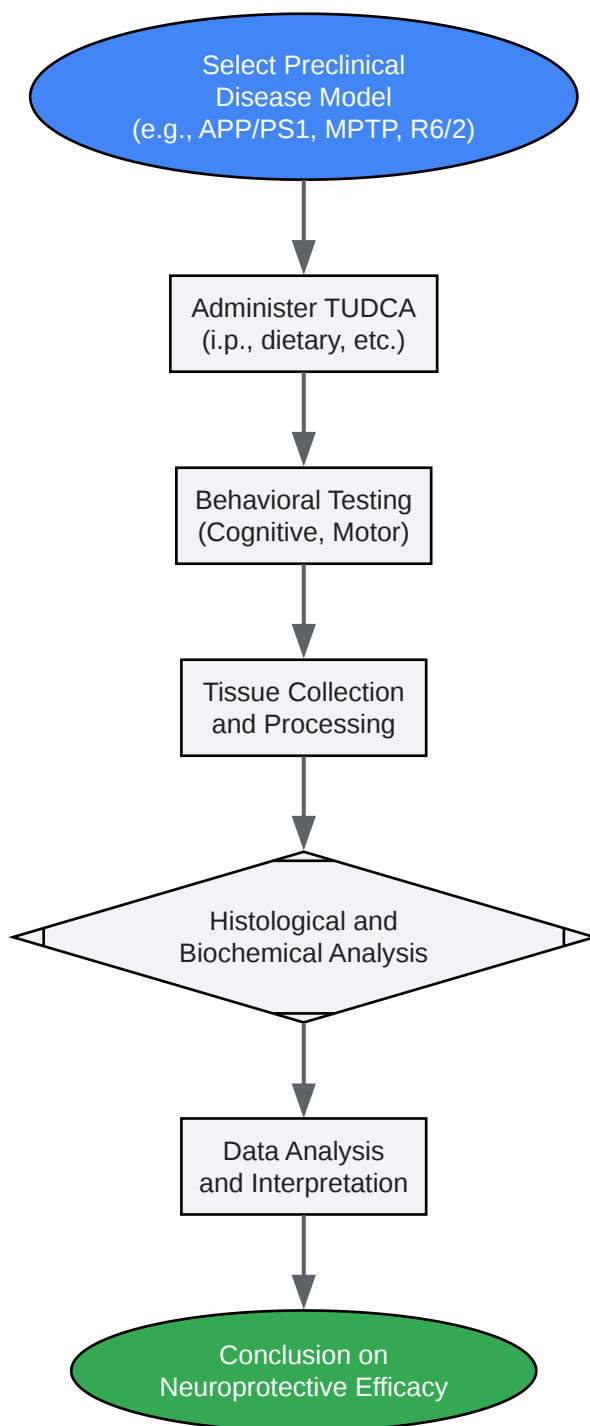 Select Preclinical
Disease Model
(e.g., APP/PS1, MPTP, R6/2)
Administer TUDCA
(i.p., dietary, etc.)
Behavioral Testing
(Cognitive, Motor)
Tissue Collection
and Processing
Histological and
Biochemical Analysis
Data Analysis
and Interpretation
Conclusion on
Neuroprotective Efficacy